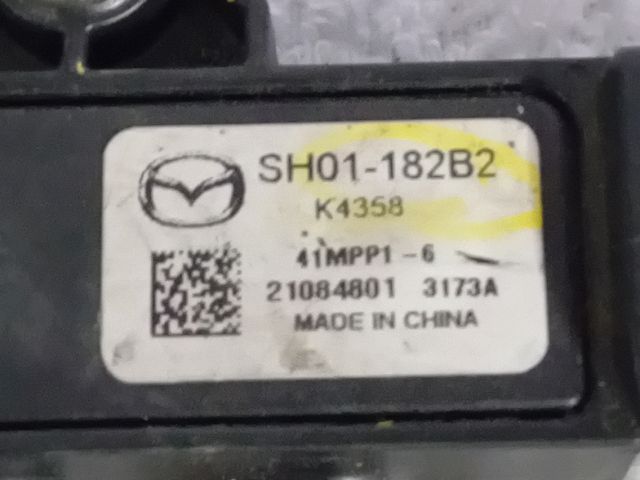 SH01-182B2
K4358
41MPP1-6
21084801 3173A
MADE IN CHINA